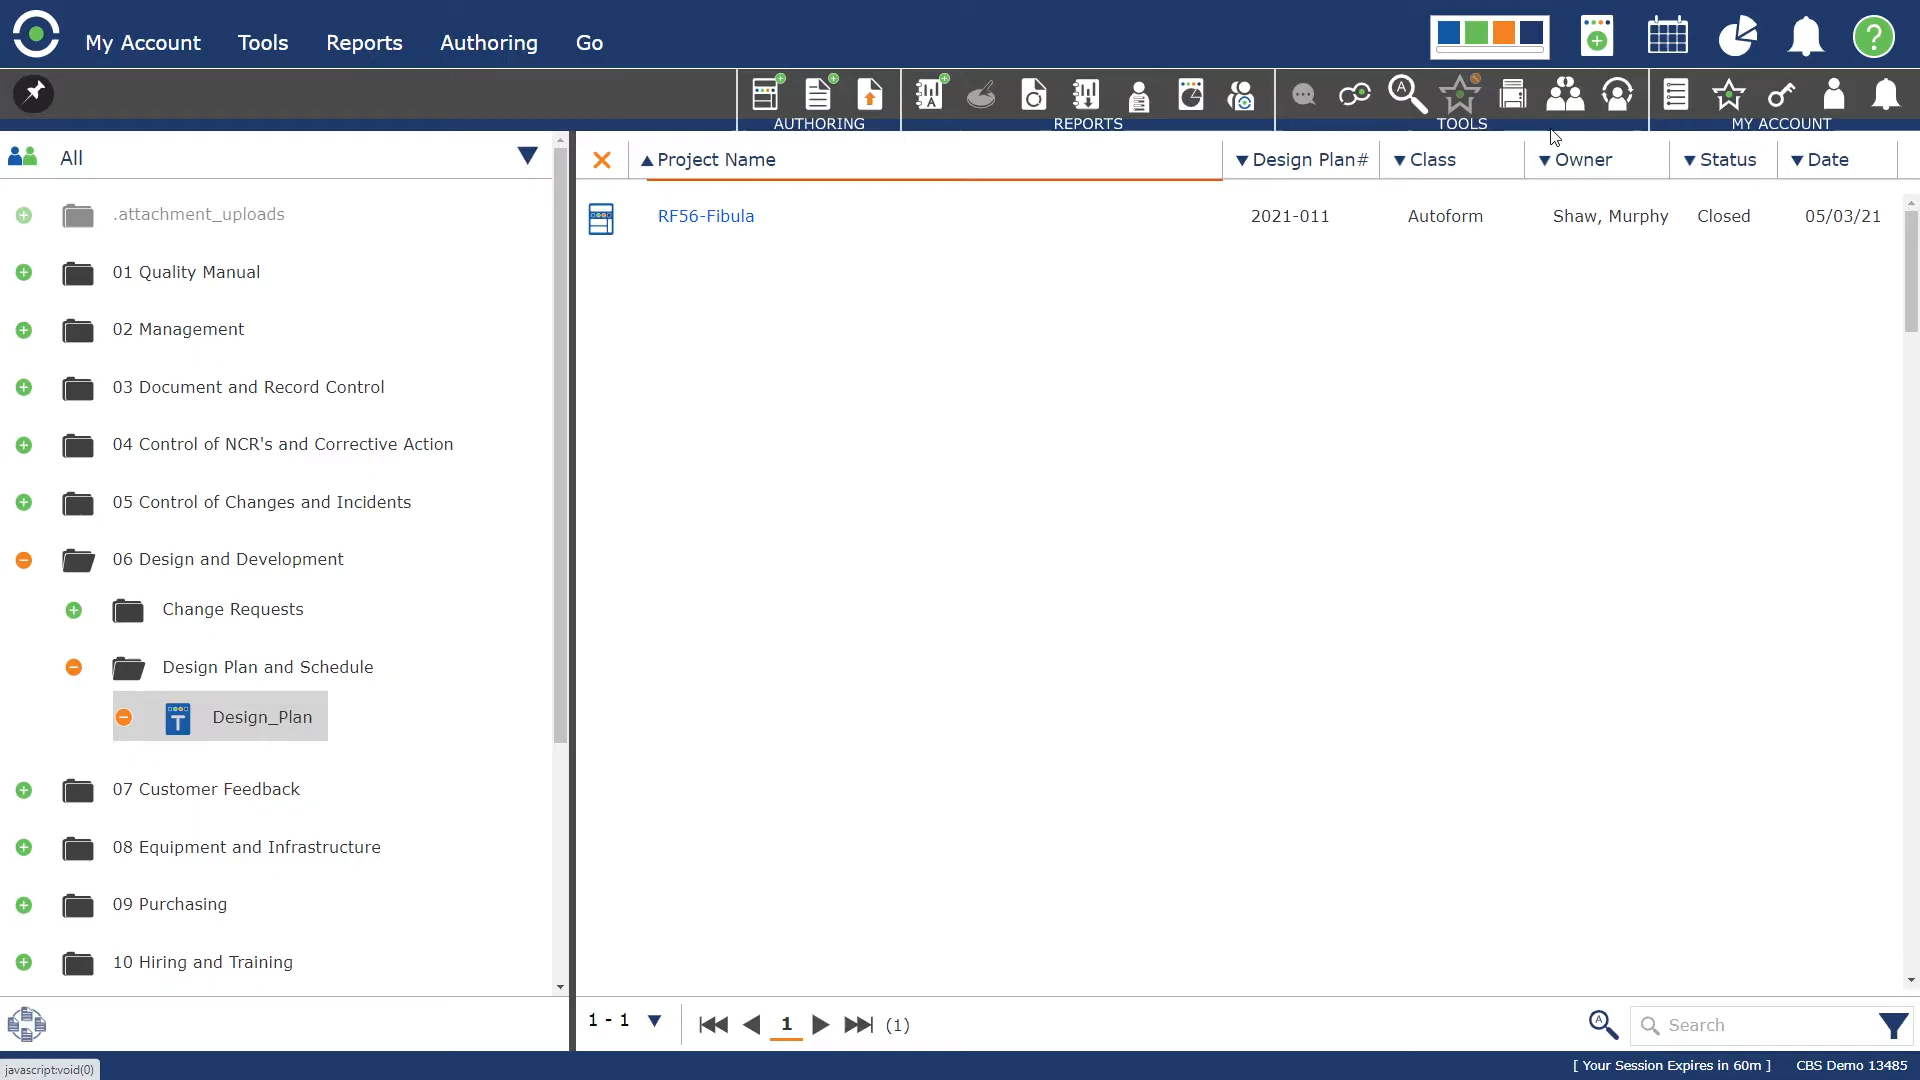 My Account Tools Reports Authoring Go
?
AUTHORING REPORTS TOOLS MY ACCOUNT
All
Project Name Design Plan# Class Owner Status Date
.attachment_uploads
RF56-Fibula 2021-011 Autoform Shaw, Murphy Closed 05/03/21
01 Quality Manual
02 Management
03 Document and Record Control
04 Control of NCR's and Corrective Action
05 Control of Changes and Incidents
06 Design and Development
Change Requests
Design Plan and Schedule
T Design_Plan
07 Customer Feedback
08 Equipment and Infrastructure
09 Purchasing
10 Hiring and Training
1 - 1 1 (1) Search
javascript:void(0) [ Your Session Expires in 60m ] CBS Demo 13485